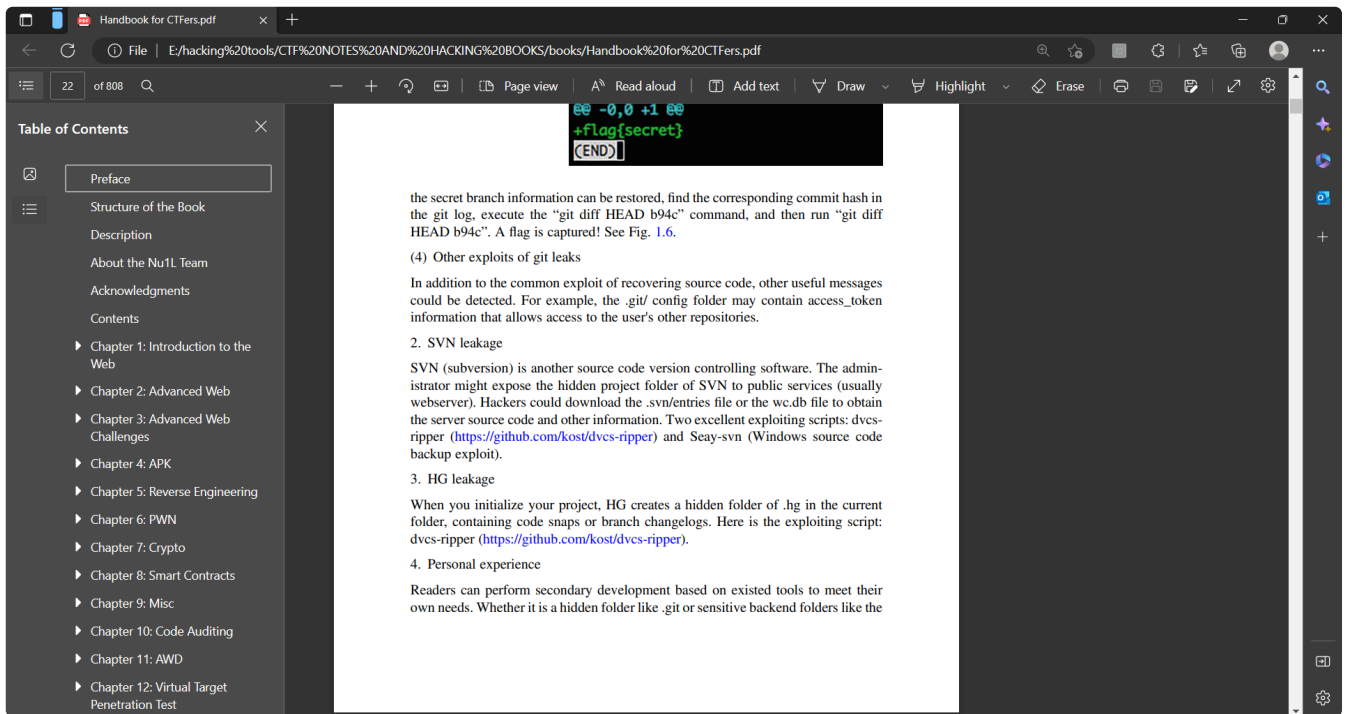 Handbook for CTFers.pdf
File | E:/hacking%20tools/CTF%20NOTES%20AND%20HACKING%20BOOKS/books/Handbook%20for%20CTFers.pdf
22 of 808 Page view Read aloud Add text Draw Highlight Erase
Table of Contents
Preface
Structure of the Book
Description
About the Nu1L Team
Acknowledgments
Contents
Chapter 1: Introduction to the
Web
Chapter 2: Advanced Web
Chapter 3: Advanced Web
Challenges
Chapter 4: APK
Chapter 5: Reverse Engineering
Chapter 6: PWN
Chapter 7: Crypto
Chapter 8: Smart Contracts
Chapter 9: Misc
Chapter 10: Code Auditing
Chapter 11: AWD
Chapter 12: Virtual Target
Penetration Test
@@ -0,0 +1 @@
+flag{secret}
(END)
the secret branch information can be restored, find the corresponding commit hash in
the git log, execute the “git diff HEAD b94c” command, and then run “git diff
HEAD b94c”. A flag is captured! See Fig. 1.6.
(4) Other exploits of git leaks
In addition to the common exploit of recovering source code, other useful messages
could be detected. For example, the .git/ config folder may contain access_token
information that allows access to the user's other repositories.
2. SVN leakage
SVN (subversion) is another source code version controlling software. The admin-
istrator might expose the hidden project folder of SVN to public services (usually
webserver). Hackers could download the .svn/entries file or the wc.db file to obtain
the server source code and other information. Two excellent exploiting scripts: dvcs-
ripper (https://github.com/kost/dvcs-ripper) and Seay-svn (Windows source code
backup exploit).
3. HG leakage
When you initialize your project, HG creates a hidden folder of .hg in the current
folder, containing code snaps or branch changelogs. Here is the exploiting script:
dvcs-ripper (https://github.com/kost/dvcs-ripper).
4. Personal experience
Readers can perform secondary development based on existed tools to meet their
own needs. Whether it is a hidden folder like .git or sensitive backend folders like the